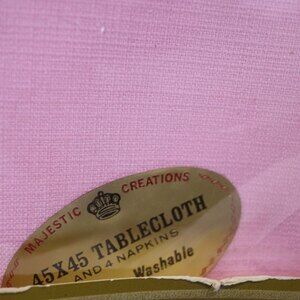 MAJESTIC CREATIONS
45X45 TABLECLOTH
AND 4 NAPKINS
Washable